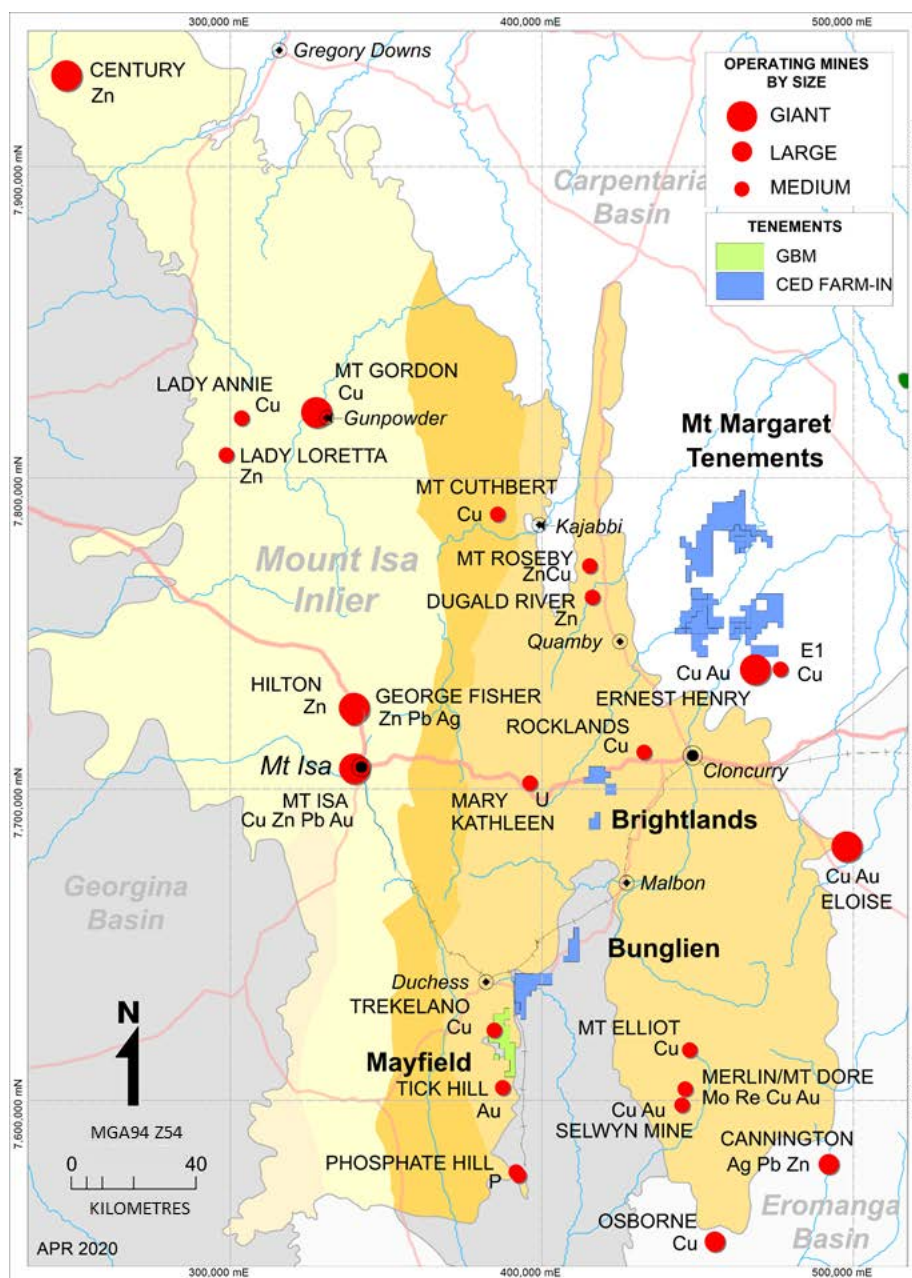 300,000 mE
400,000 mE
500,000 mE
Gregory Downs
CENTURY
Zn
OPERATING MINES
BY SIZE
GIANT
LARGE
MEDIUM
TENEMENTS
GBM
CED FARM-IN
7,900,000 mN
Carpentaria
Basin
MT GORDON
Cu
LADY ANNIE
Cu
Gunpowder
LADY LORETTA
Zn
Mt Margaret
Tenements
7,800,000 mN
MT CUTHBERT
Cu
Kajabbi
Mount Isa
Inlier
MT ROSEBY
ZnCu
DUGALD RIVER
Zn
Quamby
E1
Cu
Cu Au
ERNEST HENRY
HILTON
Zn
GEORGE FISHER
Zn Pb Ag
ROCKLANDS
Cu
Mt Isa
Cloncurry
MT ISA
Cu Zn Pb Au
MARY
KATHLEEN
U
7,700,000 mN
Brightlands
Cu Au
ELOISE
Malbon
Georgina
Basin
Bunglien
Duchess
TREKELANO
Cu
MT ELLIOT
Cu
N
Mayfield
TICK HILL
Au
MERLIN/MT DORE
Mo Re Cu Au
Cu Au
SELWYN MINE
7,600,000 mN
MGA94 Z54
CANNINGTON
Ag Pb Zn
PHOSPHATE HILL
P
0 40
KILOMETRES
OSBORNE
Cu
Eromanga
Basin
APR 2020
300,000 mE
400,000 mE
500,000 mE